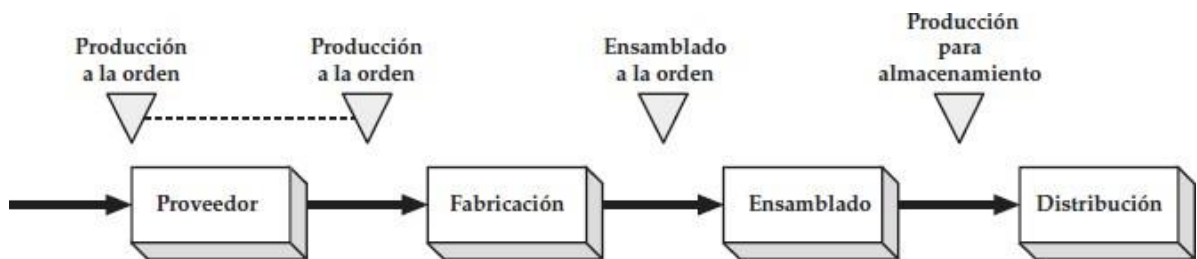 Producción
a la orden
Producción
a la orden
Ensamblado
a la orden
Producción
para
almacenamiento
Proveedor
Fabricación
Ensamblado
Distribución